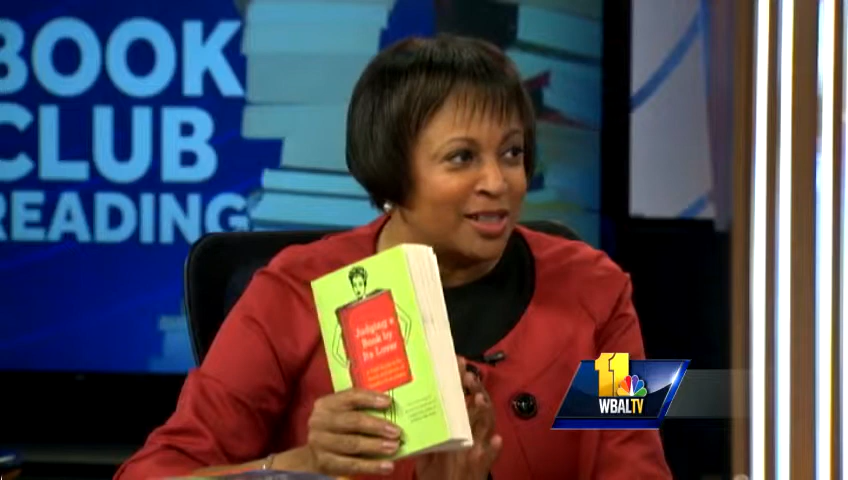 BOOK
CLUB
READING
Judging a
Book by
Its Lover
11
WBALTV